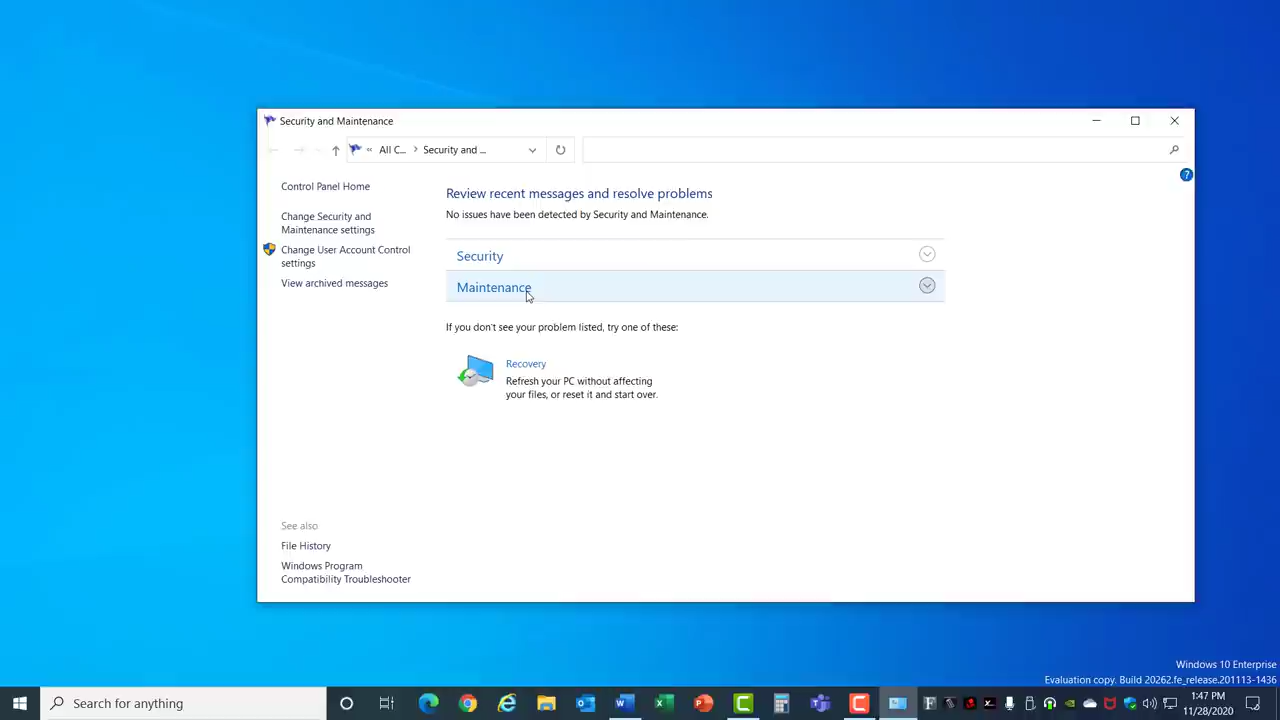 Security and Maintenance
« All C... > Security and ...
Control Panel Home
Change Security and
Maintenance settings
Change User Account Control
settings
View archived messages
Review recent messages and resolve problems
No issues have been detected by Security and Maintenance.
Security
Maintenance
If you don't see your problem listed, try one of these:
Recovery
Refresh your PC without affecting
your files, or reset it and start over.
See also
File History
Windows Program
Compatibility Troubleshooter
Windows 10 Enterprise
Evaluation copy. Build 20262.fe_release.201113-1436
Search for anything
1:47 PM
11/28/2020